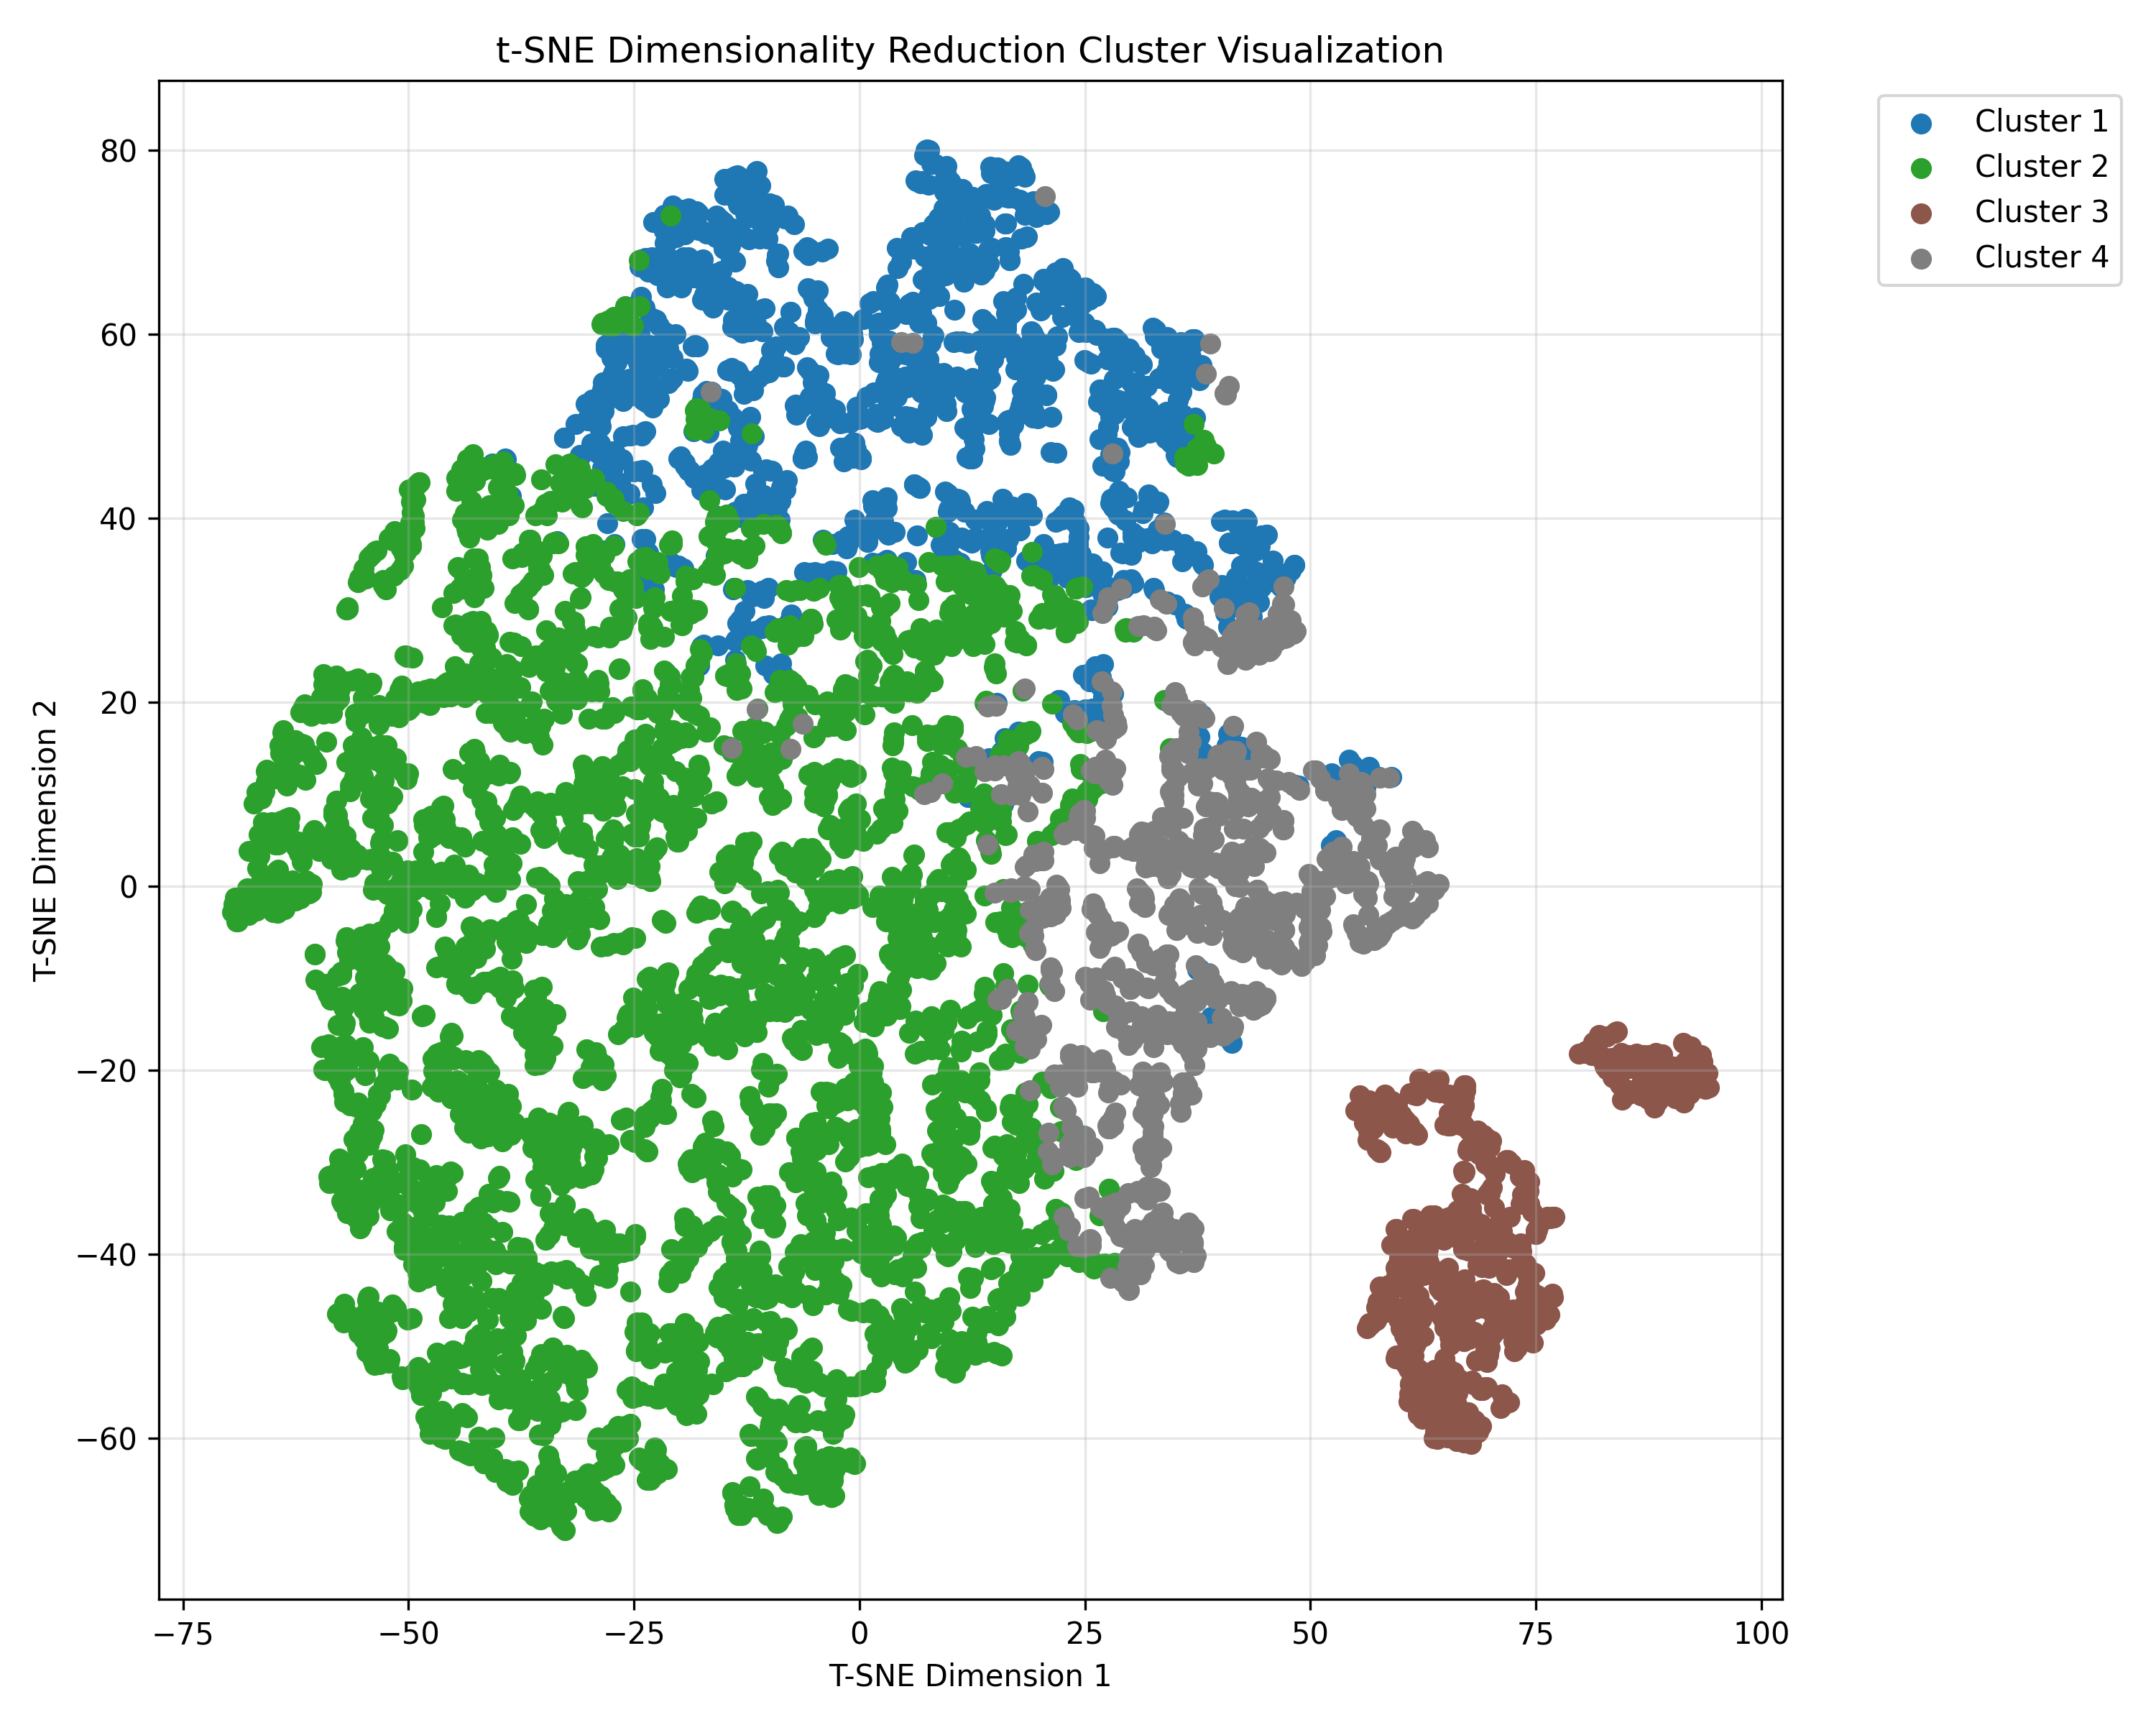 t-SNE Dimensionality Reduction Cluster Visualization
Cluster 1
Cluster 2
Cluster 3
Cluster 4
T-SNE Dimension 2
80
60
40
20
0
−20
−40
−60
−75
−50
−25
0
25
50
75
100
T-SNE Dimension 1